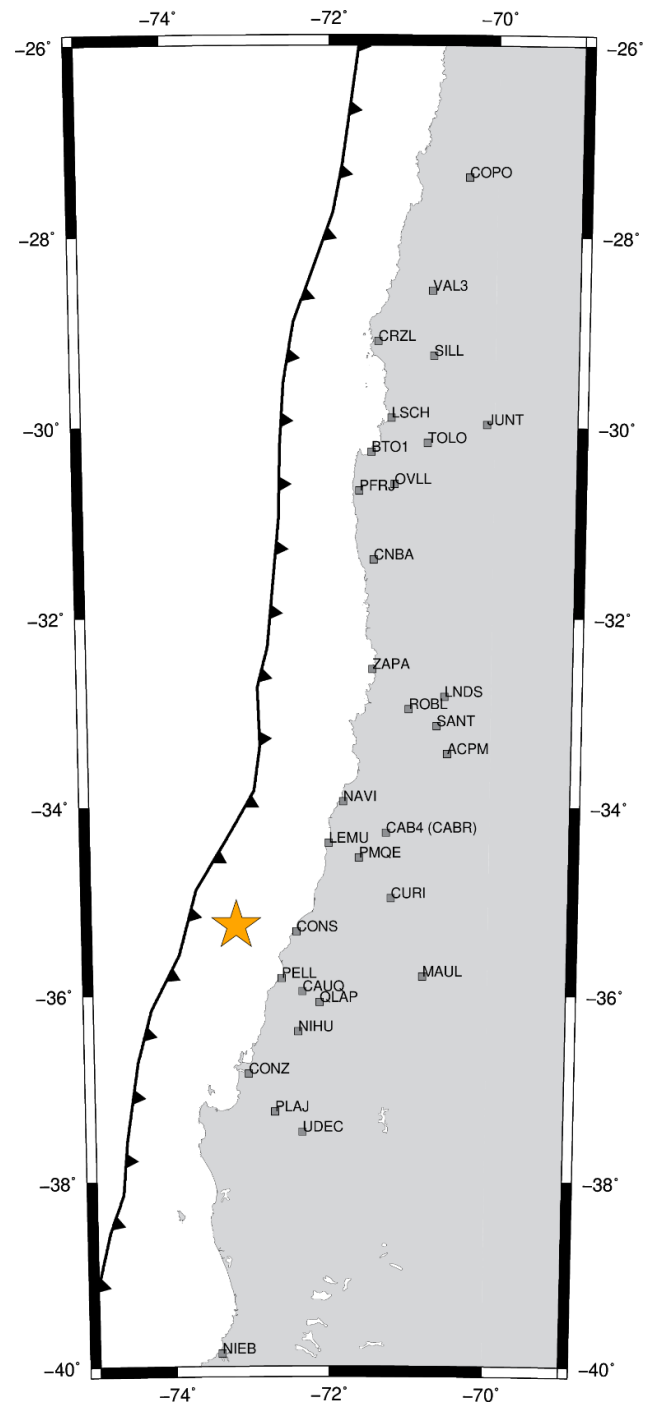 −74˚ −72˚ −70˚
−26˚ −26˚
COPO
−28˚ −28˚
VAL3
CRZL
SILL
LSCH
JUNT
−30˚ −30˚
TOLO
BTO1
OVLL
PFRJ
CNBA
−32˚ −32˚
ZAPA
LNDS
ROBL
SANT
ACPM
NAVI
−34˚ −34˚
CAB4 (CABR)
LEMU
PMQE
CURI
CONS
MAUL
PELL
CAUQ
QLAP
−36˚ −36˚
NIHU
CONZ
PLAJ
UDEC
−38˚ −38˚
NIEB
−40˚ −40˚
−74˚ −72˚ −70˚